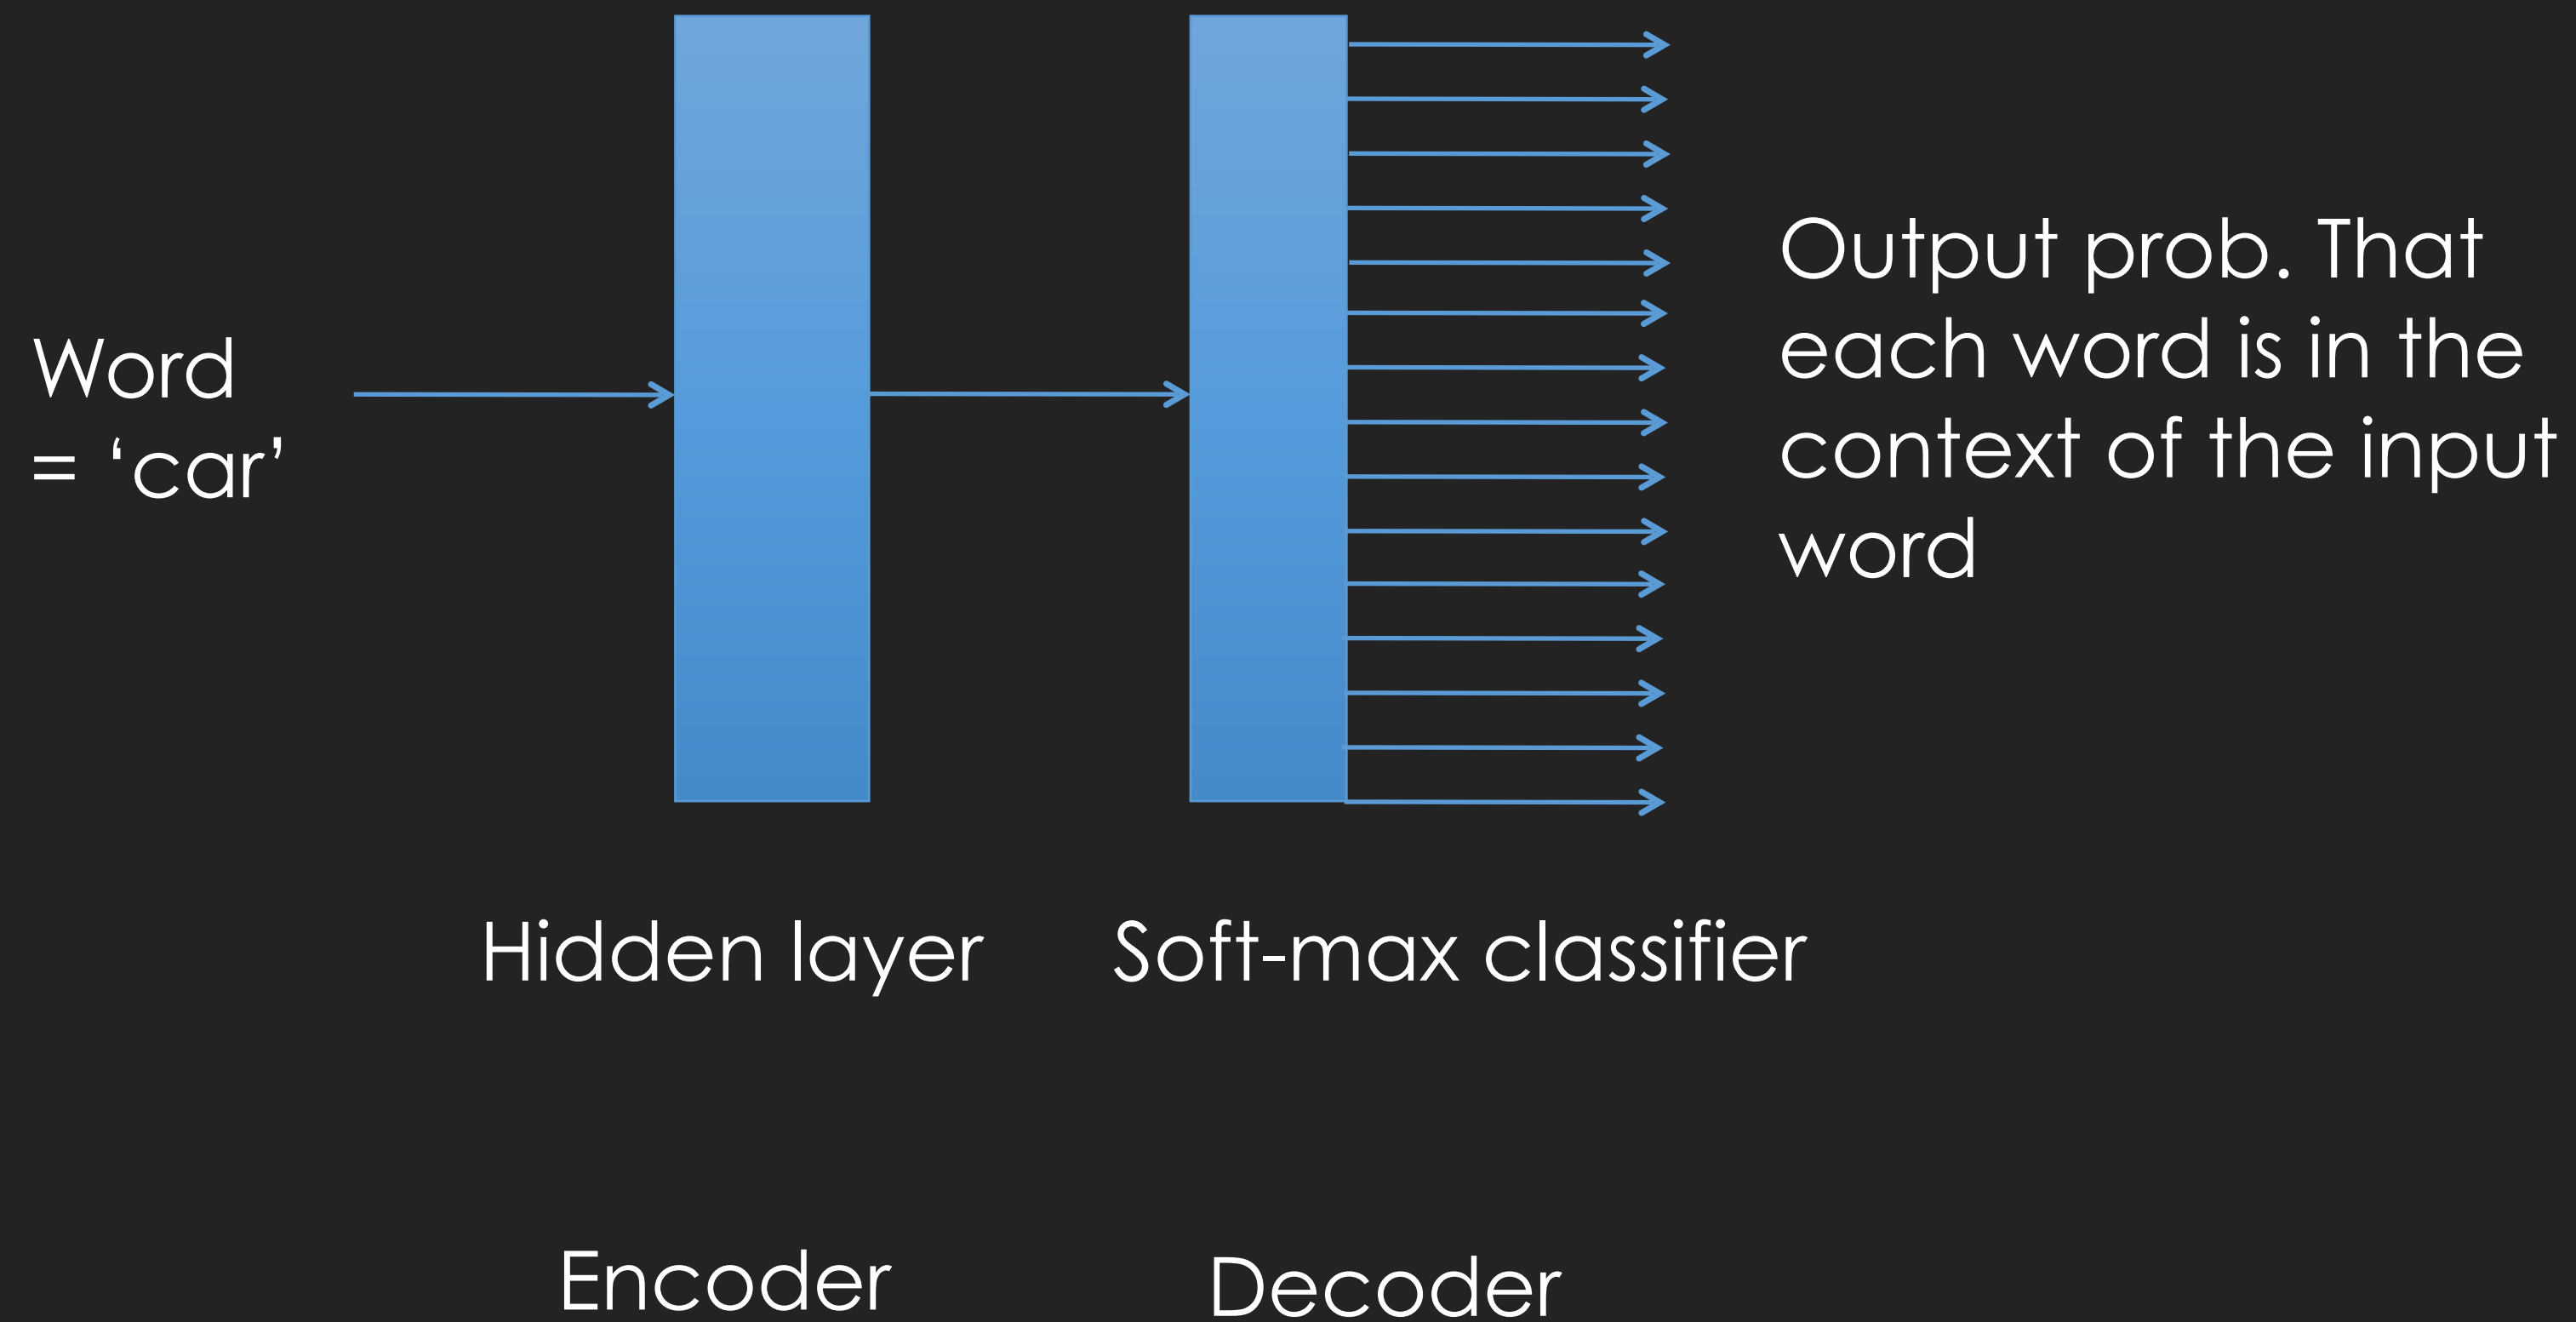 Word
= ‘car’
Output prob. That
each word is in the
context of the input
word
Hidden layer
Soft-max classifier
Encoder
Decoder